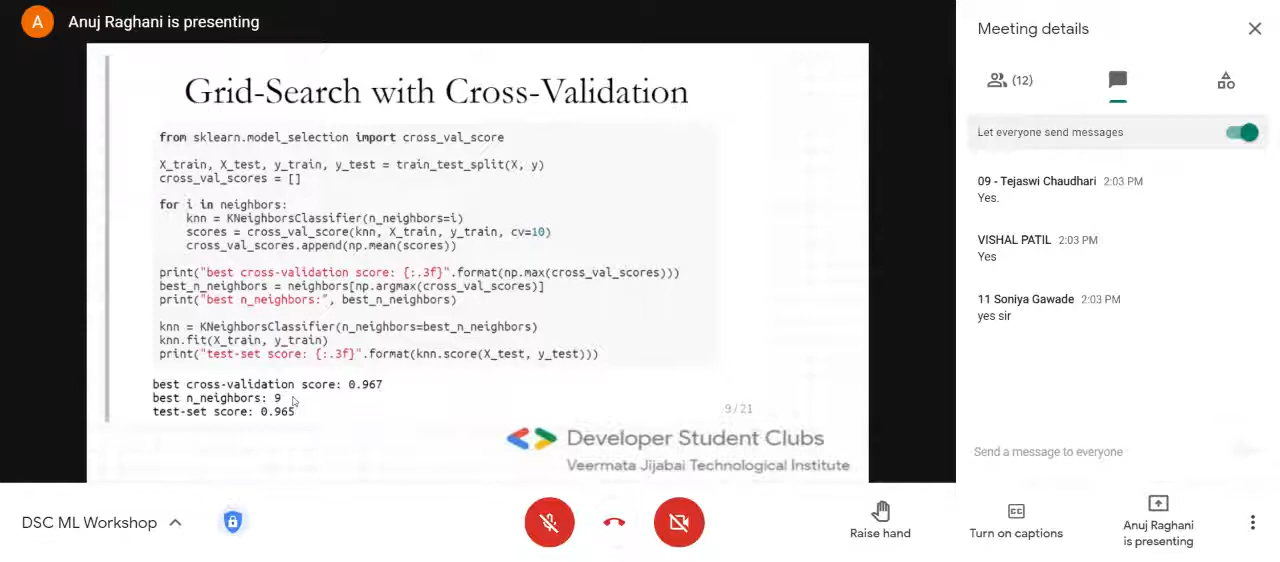 A
Anuj Raghani is presenting
Grid-Search with Cross-Validation
from sklearn.model_selection import cross_val_score
X_train, X_test, y_train, y_test = train_test_split(X, y)
cross_val_scores = []
for i in neighbors:
    knn = KNeighborsClassifier(n_neighbors=i)
    scores = cross_val_score(knn, X_train, y_train, cv=10)
    cross_val_scores.append(np.mean(scores))
print("best cross-validation score: {:.3f}".format(np.max(cross_val_scores)))
best_n_neighbors = neighbors[np.argmax(cross_val_scores)]
print("best n_neighbors:", best_n_neighbors)
knn = KNeighborsClassifier(n_neighbors=best_n_neighbors)
knn.fit(X_train, y_train)
print("test-set score: {:.3f}".format(knn.score(X_test, y_test)))
best cross-validation score: 0.967
best n_neighbors: 9
test-set score: 0.965
9 / 21
Developer Student Clubs
Veermata Jijabai Technological Institute
Meeting details
(12)
Let everyone send messages
09 - Tejaswi Chaudhari 2:03 PM
Yes.
VISHAL PATIL 2:03 PM
Yes
11 Soniya Gawade 2:03 PM
yes sir
Send a message to everyone
DSC ML Workshop
Raise hand
CC
Turn on captions
Anuj Raghani
is presenting